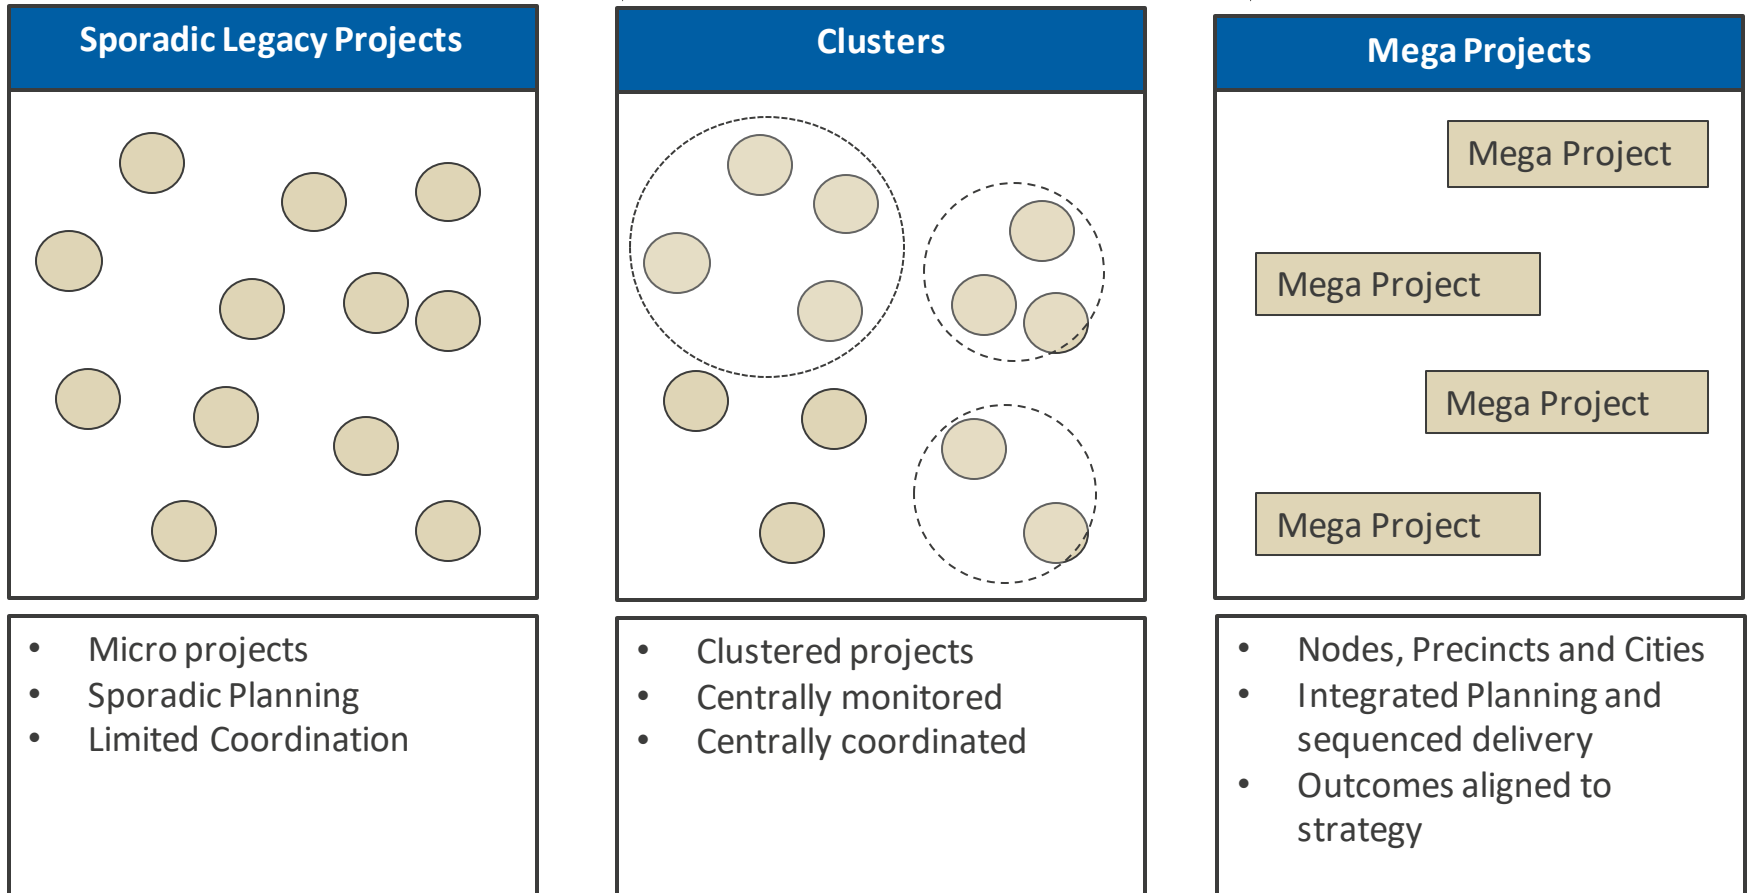 Sporadic Legacy Projects
• Micro projects
• Sporadic Planning
• Limited Coordination
Clusters
• Clustered projects
• Centrally monitored
• Centrally coordinated
Mega Projects
Mega Project
Mega Project
Mega Project
Mega Project
• Nodes, Precincts and Cities
• Integrated Planning and
sequenced delivery
• Outcomes aligned to
strategy